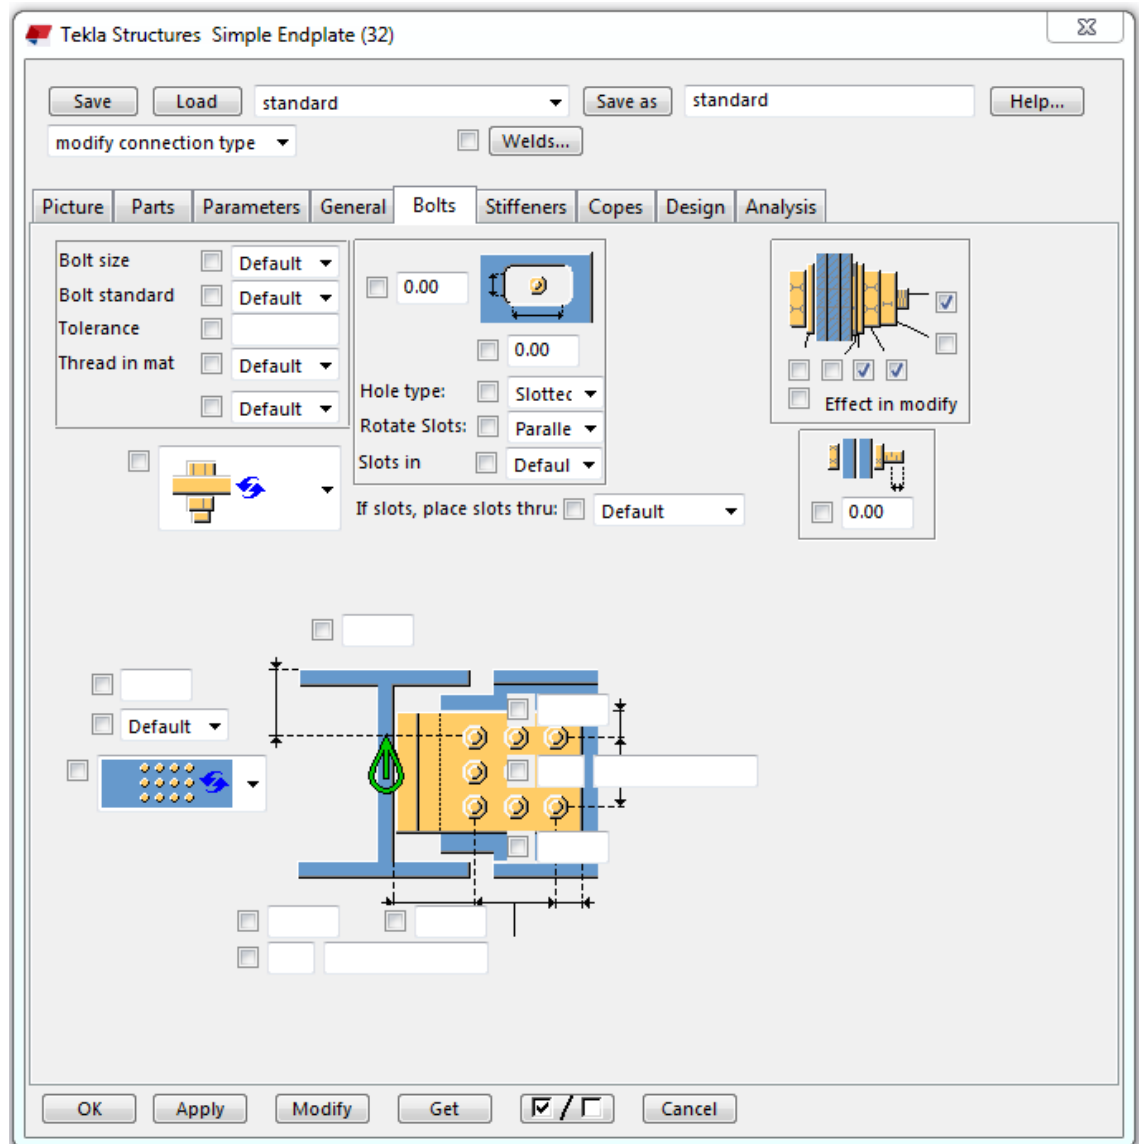 Tekla Structures Simple Endplate (32)
Save Load standard Save as standard Help...
modify connection type Welds...
Picture Parts Parameters General Bolts Stiffeners Copes Design Analysis
Bolt size Default
Bolt standard Default
Tolerance
Thread in mat Default
Default
0.00
0.00
Hole type: Slottec
Rotate Slots: Paralle
Slots in Defaul
If slots, place slots thru: Default
Effect in modify
0.00
Default
OK Apply Modify Get / Cancel